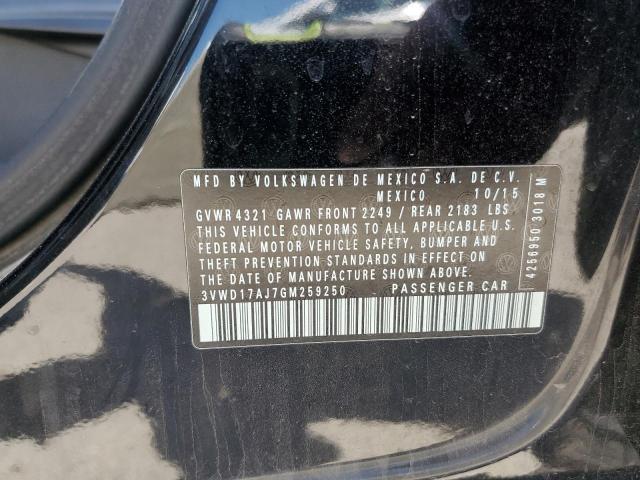 MFD BY VOLKSWAGEN DE MEXICO S.A. DE C.V.
MEXICO 10/15
GVWR 4321 GAWR FRONT 2249 / REAR 2183 LBS
THIS VEHICLE CONFORMS TO ALL APPLICABLE U.S.
FEDERAL MOTOR VEHICLE SAFETY, BUMPER AND
THEFT PREVENTION STANDARDS IN EFFECT ON
THE DATE OF MANUFACTURE SHOWN ABOVE.
3VWD17AJ7GM259250 PASSENGER CAR
4256950 3018 M